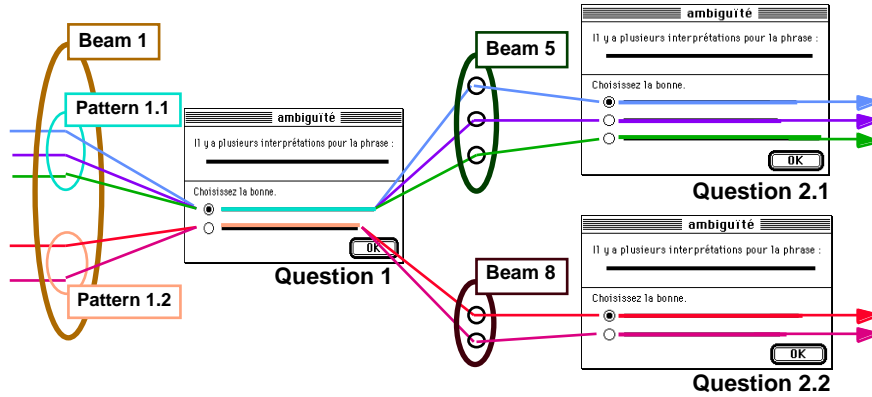 Beam 1
Pattern 1.1
Pattern 1.2
ambiguïté
Il y a plusieurs interprétations pour la phrase :
Choisissez la bonne.
OK
Question 1
Beam 5
ambiguïté
Il y a plusieurs interprétations pour la phrase :
Choisissez la bonne.
OK
Question 2.1
Beam 8
ambiguïté
Il y a plusieurs interprétations pour la phrase :
Choisissez la bonne.
OK
Question 2.2